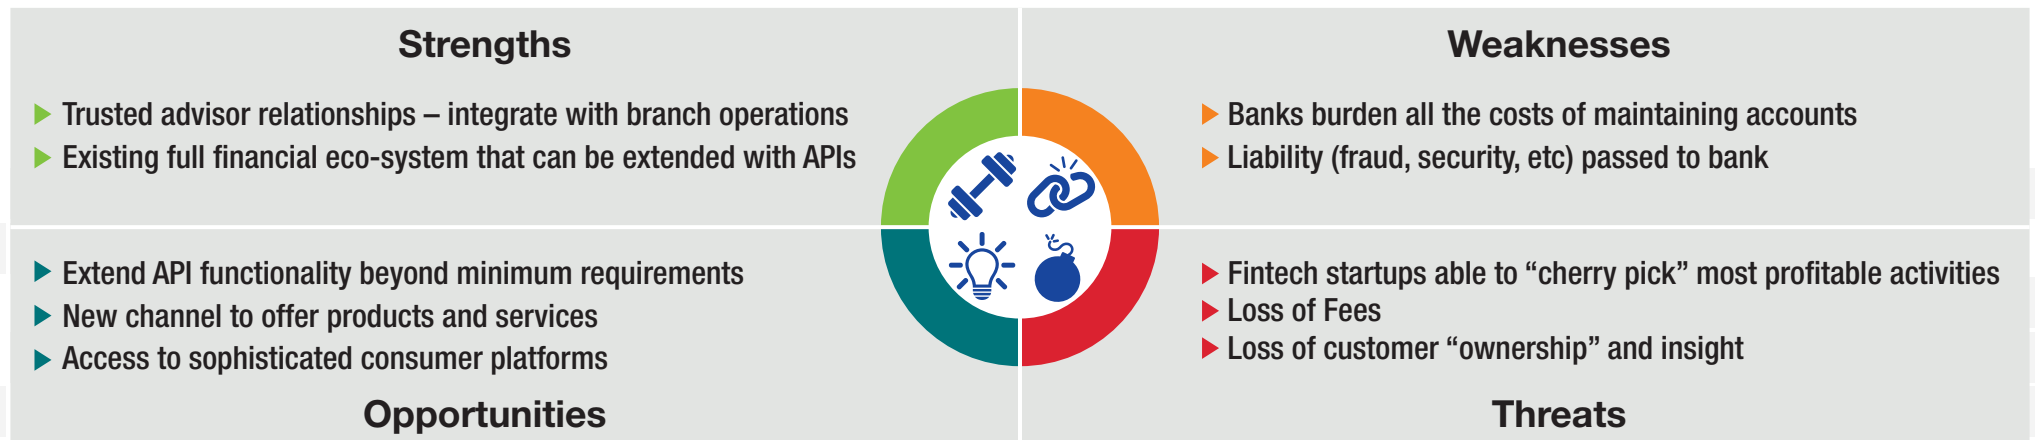 Strengths
Trusted advisor relationships – integrate with branch operations
Existing full financial eco-system that can be extended with APIs
Weaknesses
Banks burden all the costs of maintaining accounts
Liability (fraud, security, etc) passed to bank
Extend API functionality beyond minimum requirements
New channel to offer products and services
Access to sophisticated consumer platforms
Opportunities
Fintech startups able to “cherry pick” most profitable activities
Loss of Fees
Loss of customer “ownership” and insight
Threats